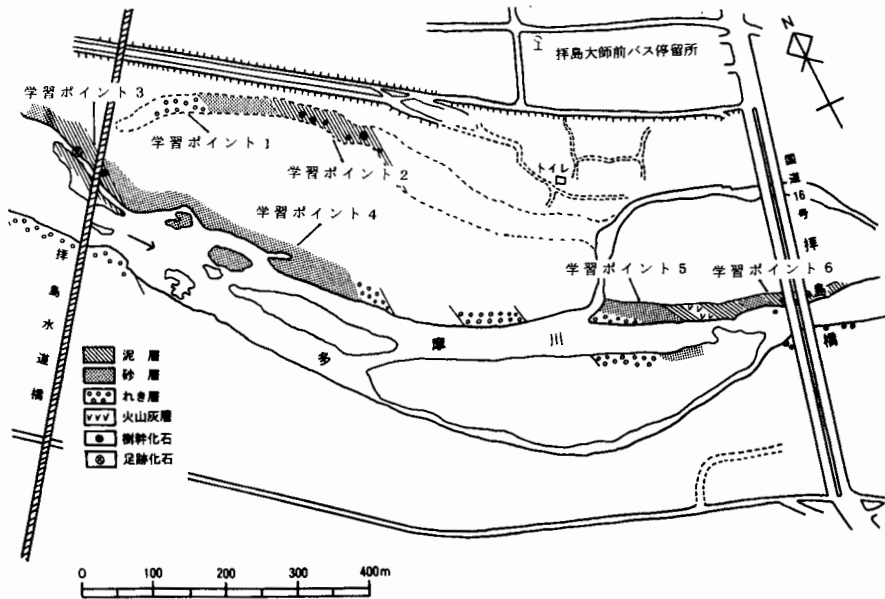 拝島大師前バス停留所
N
学習ポイント3
学習ポイント1
学習ポイント2
トイレ
国道16号
拝島橋
学習ポイント4
学習ポイント5
学習ポイント6
拝島水道橋
多摩川
泥層
砂層
れき層
火山灰層
樹幹化石
足跡化石
0 100 200 300 400m